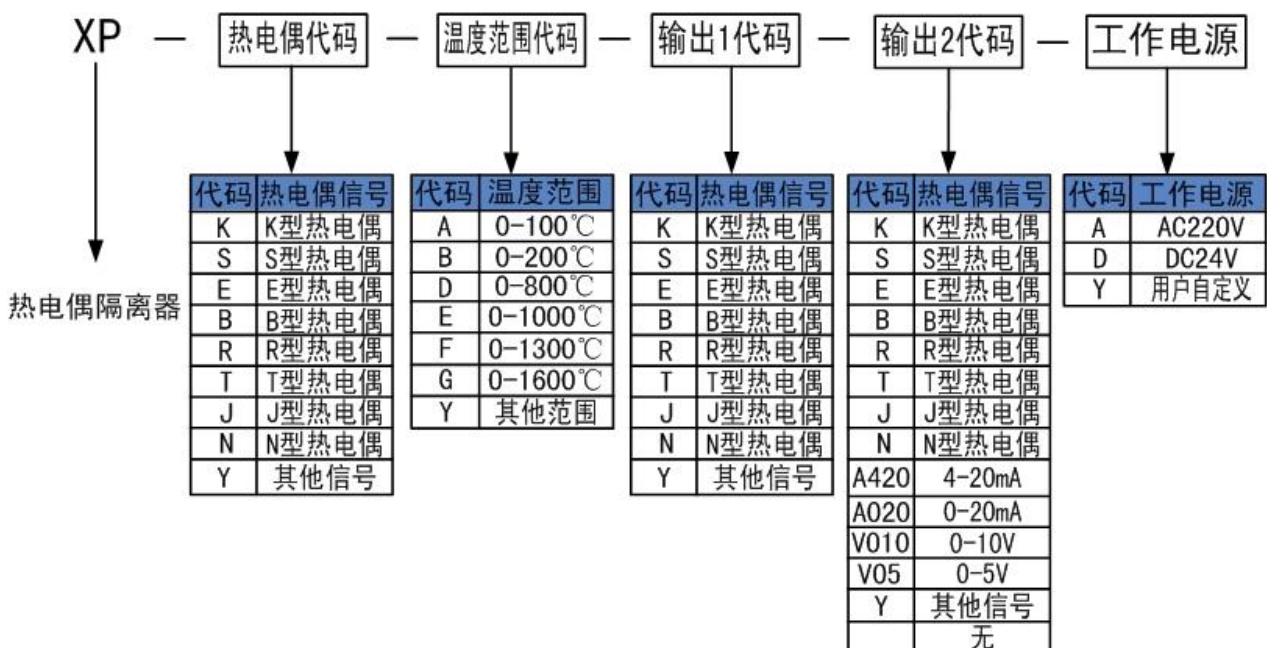 XP — 热电偶代码 — 温度范围代码 — 输出1代码 — 输出2代码 — 工作电源
热电偶隔离器
代码 热电偶信号
K K型热电偶
S S型热电偶
E E型热电偶
B B型热电偶
R R型热电偶
T T型热电偶
J J型热电偶
N N型热电偶
Y 其他信号
代码 温度范围
A 0-100℃
B 0-200℃
D 0-800℃
E 0-1000℃
F 0-1300℃
G 0-1600℃
Y 其他范围
代码 热电偶信号
K K型热电偶
S S型热电偶
E E型热电偶
B B型热电偶
R R型热电偶
T T型热电偶
J J型热电偶
N N型热电偶
Y 其他信号
代码 热电偶信号
K K型热电偶
S S型热电偶
E E型热电偶
B B型热电偶
R R型热电偶
T T型热电偶
J J型热电偶
N N型热电偶
A420 4-20mA
A020 0-20mA
V010 0-10V
V05 0-5V
Y 其他信号
无
代码 工作电源
A AC220V
D DC24V
Y 用户自定义